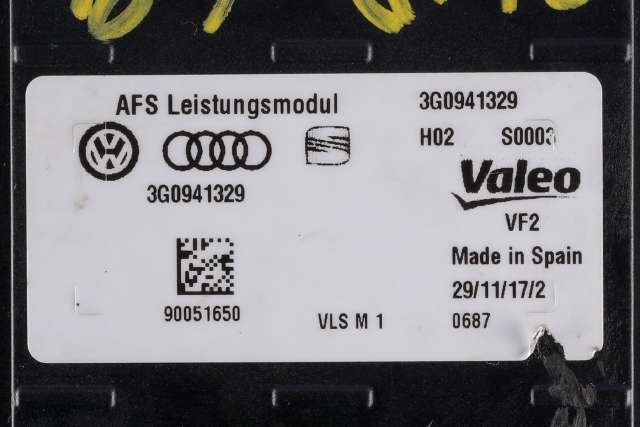 AFS Leistungsmodul 3G0941329
H02 S0003
3G0941329
Valeo
VF2
Made in Spain
29/11/17/2
90051650 VLS M 1 0687